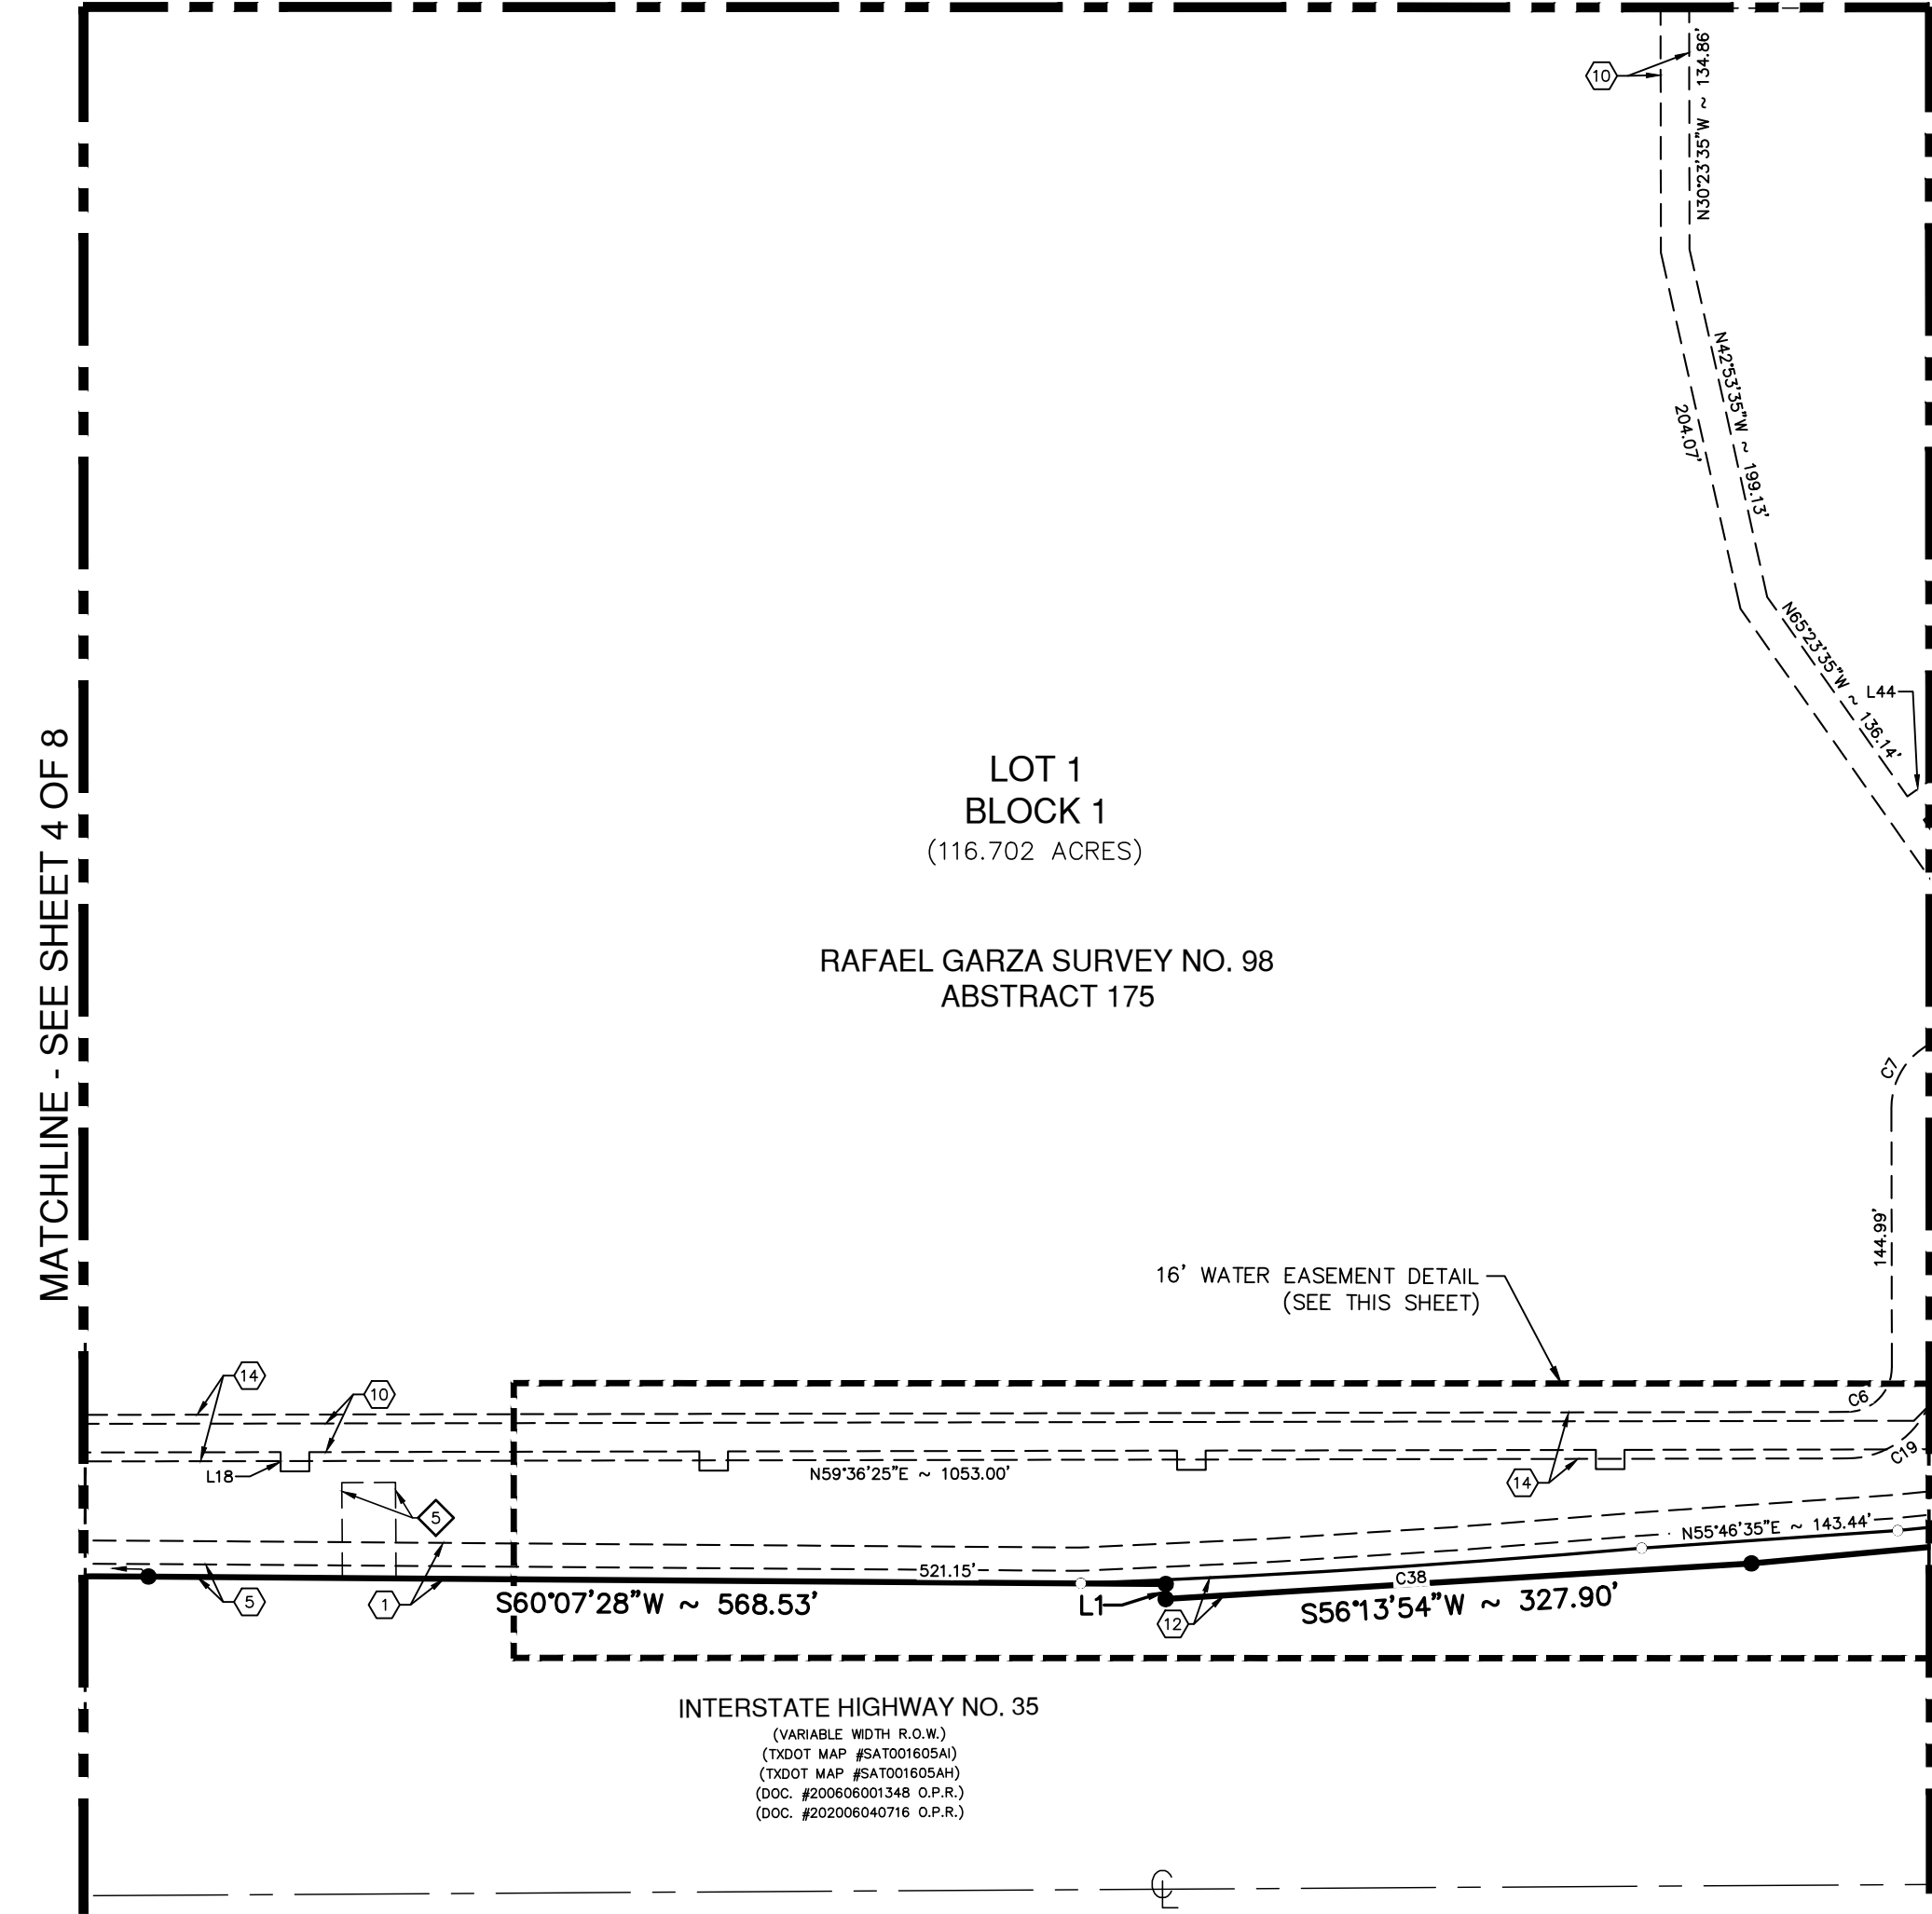 10
N30°23'35"W ~ 134.86'
N42°53'35"W ~ 199.13'
204.07'
N65°23'35"W ~ 136.14'
L44
MATCHLINE - SEE SHEET 4 OF 8
LOT 1
BLOCK 1
(116.702 ACRES)
RAFAEL GARZA SURVEY NO. 98
ABSTRACT 175
C7
144.99'
16' WATER EASEMENT DETAIL
(SEE THIS SHEET)
14
10
C6
C19
L18
N59°36'25"E ~ 1053.00'
14
5
N55°46'35"E ~ 143.44'
521.15'
C38
5
1
S60°07'28"W ~ 568.53'
L1
12
S56°13'54"W ~ 327.90'
INTERSTATE HIGHWAY NO. 35
(VARIABLE WIDTH R.O.W.)
(TXDOT MAP #SAT001605AI)
(TXDOT MAP #SAT001605AH)
(DOC. #200606001348 O.P.R.)
(DOC. #202006040716 O.P.R.)
℄